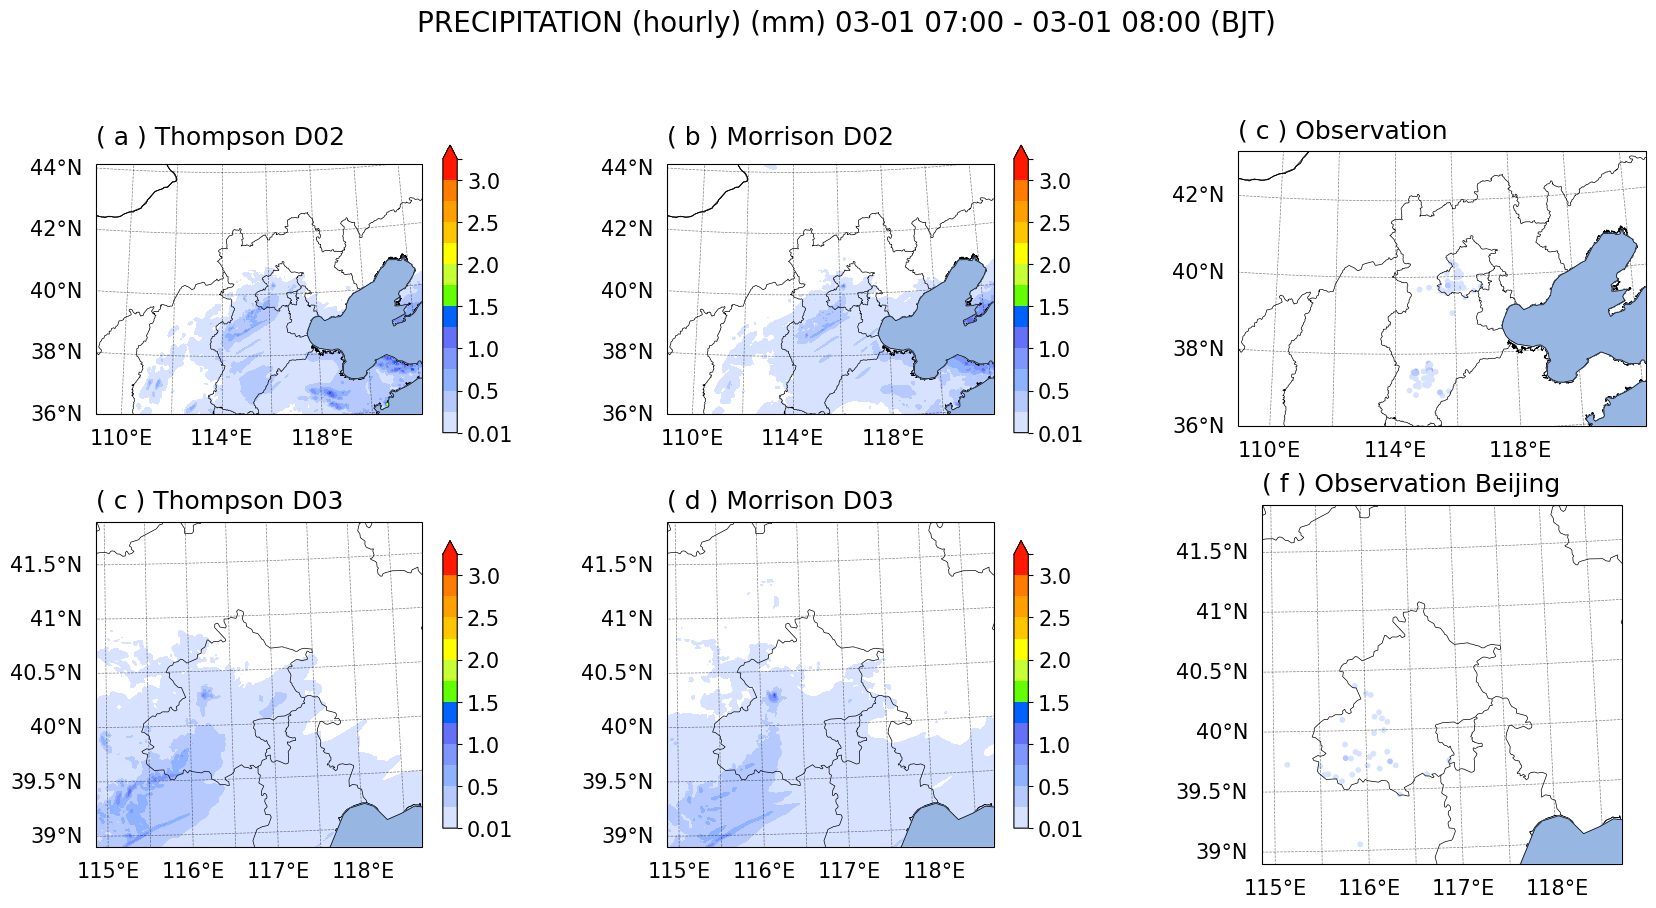 PRECIPITATION (hourly) (mm) 03-01 07:00 - 03-01 08:00 (BJT)
( a ) Thompson D02
44°N
42°N
40°N
38°N
36°N
110°E 114°E 118°E
3.0
2.5
2.0
1.5
1.0
0.5
0.01
( b ) Morrison D02
44°N
42°N
40°N
38°N
36°N
110°E 114°E 118°E
3.0
2.5
2.0
1.5
1.0
0.5
0.01
( c ) Observation
42°N
40°N
38°N
36°N
110°E 114°E 118°E
( c ) Thompson D03
41.5°N
41°N
40.5°N
40°N
39.5°N
39°N
115°E 116°E 117°E 118°E
3.0
2.5
2.0
1.5
1.0
0.5
0.01
( d ) Morrison D03
41.5°N
41°N
40.5°N
40°N
39.5°N
39°N
115°E 116°E 117°E 118°E
3.0
2.5
2.0
1.5
1.0
0.5
0.01
( f ) Observation Beijing
41.5°N
41°N
40.5°N
40°N
39.5°N
39°N
115°E 116°E 117°E 118°E